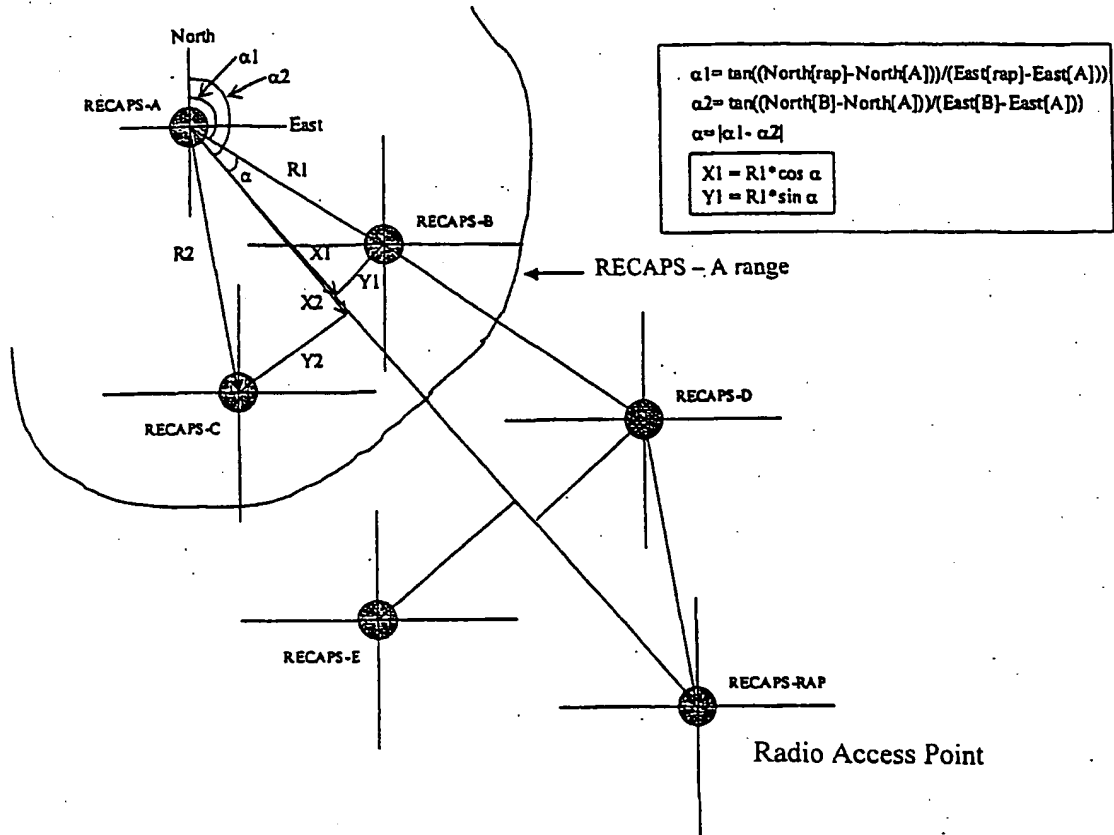 North
α1
α2
RECAPS-A
East
α
R1
R2
RECAPS-B
X1
Y1
X2
Y2
RECAPS-C
RECAPS – A range
RECAPS-D
RECAPS-E
RECAPS-RAP
Radio Access Point
α1= tan((North[rap]-North[A]))/(East[rap]-East[A]))
α2= tan((North[B]-North[A]))/(East[B]-East[A]))
α=|α1- α2|
X1 = R1*cos α
Y1 = R1*sin α